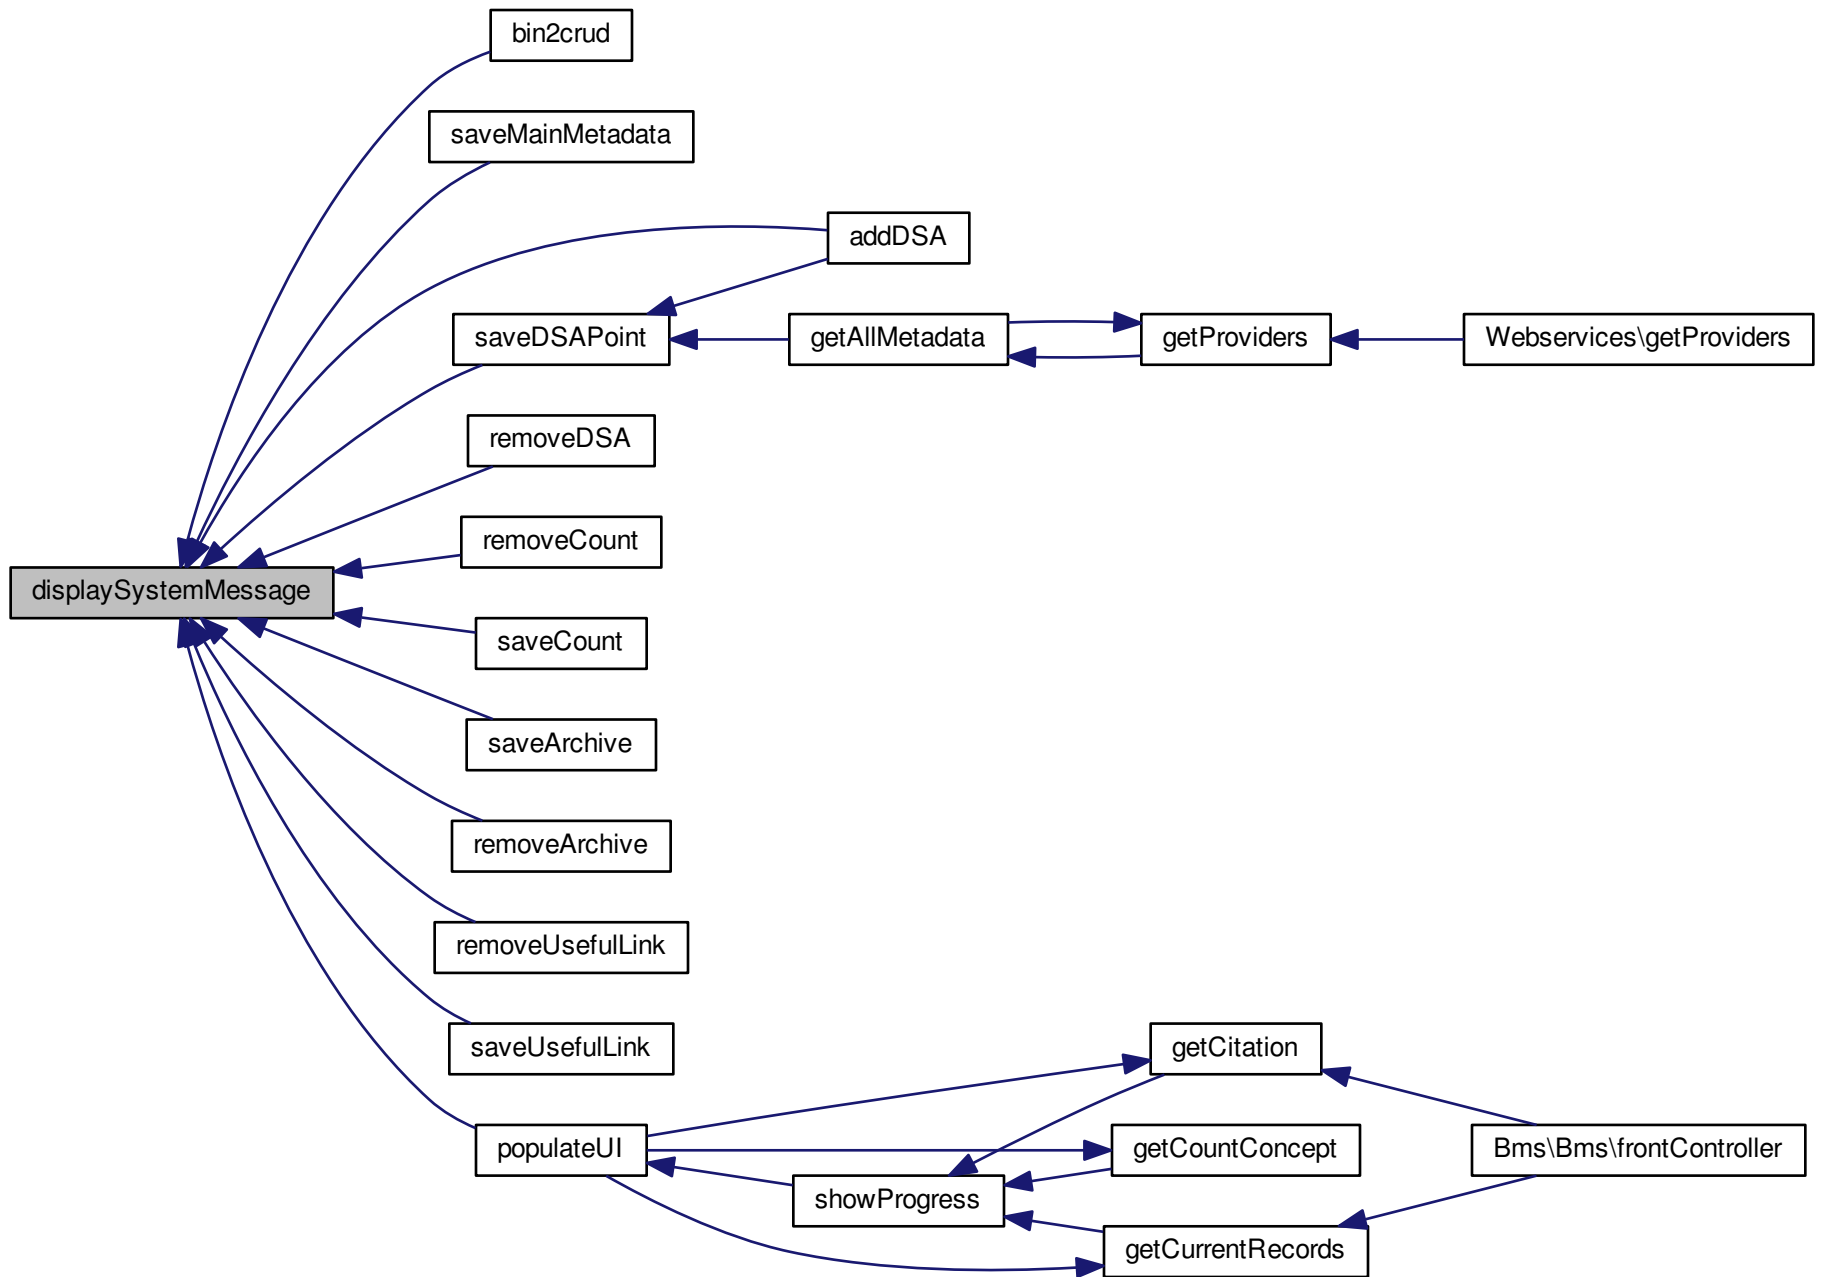 bin2crud
saveMainMetadata
addDSA
saveDSAPoint
getAllMetadata
getProviders
Webservices\getProviders
removeDSA
removeCount
displaySystemMessage
saveCount
saveArchive
removeArchive
removeUsefulLink
saveUsefulLink
getCitation
populateUI
getCountConcept
Bms\Bms\frontController
showProgress
getCurrentRecords